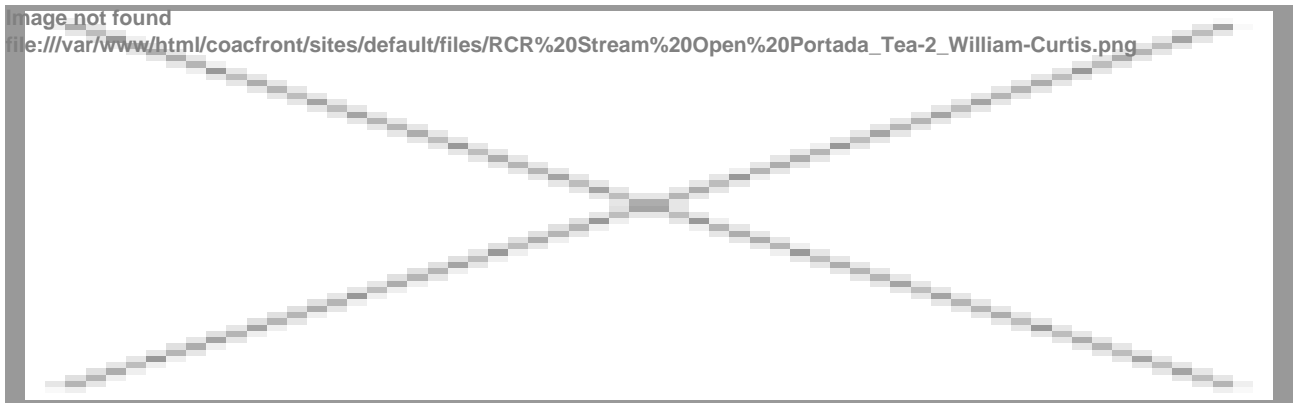 Image not found
file:///var/www/html/coacfront/sites/default/files/RCR%20Stream%20Open%20Portada_Tea-2_William-Curtis.png